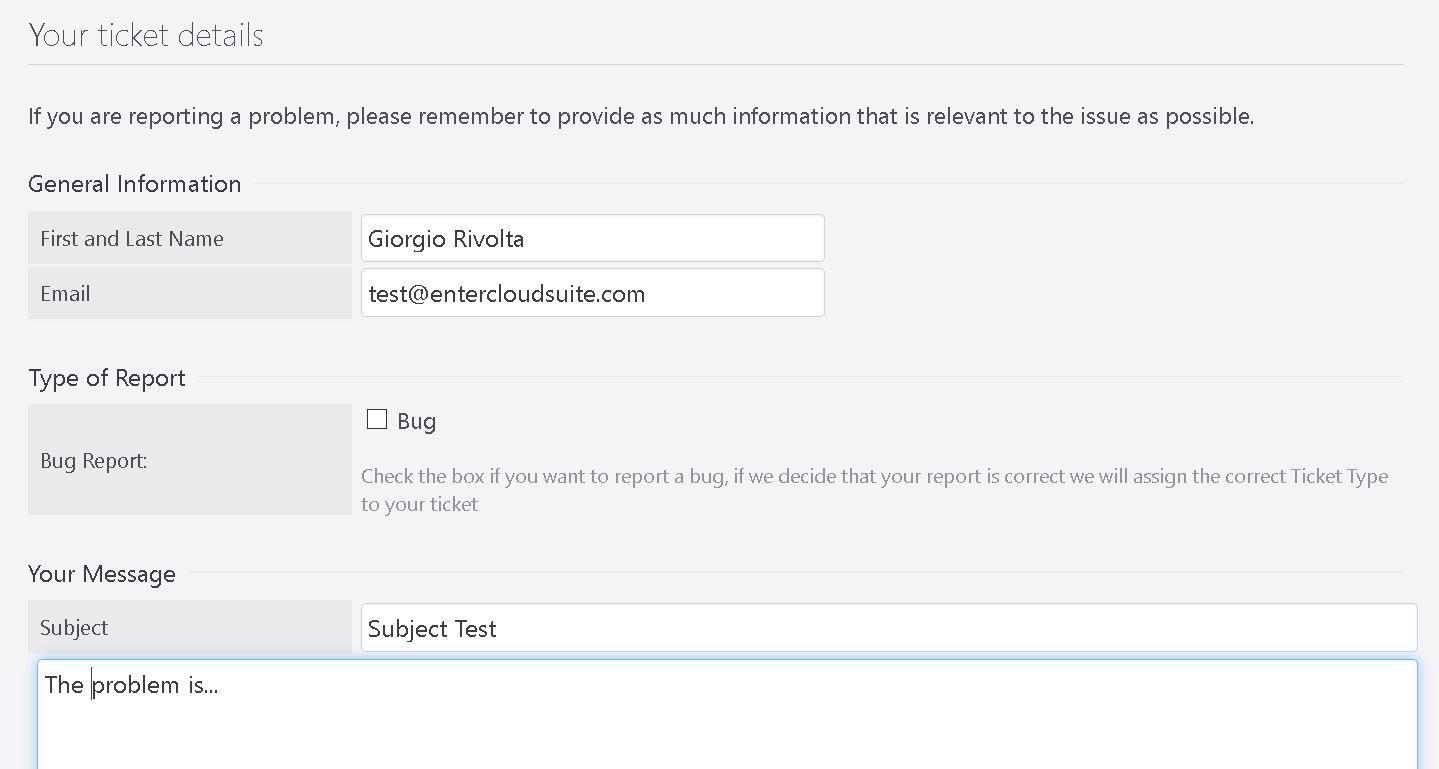 Your ticket details
If you are reporting a problem, please remember to provide as much information that is relevant to the issue as possible.
General Information
First and Last Name Giorgio Rivolta
Email test@entercloudsuite.com
Type of Report
Bug
Bug Report:
Check the box if you want to report a bug, if we decide that your report is correct we will assign the correct Ticket Type
to your ticket
Your Message
Subject Subject Test
The problem is...